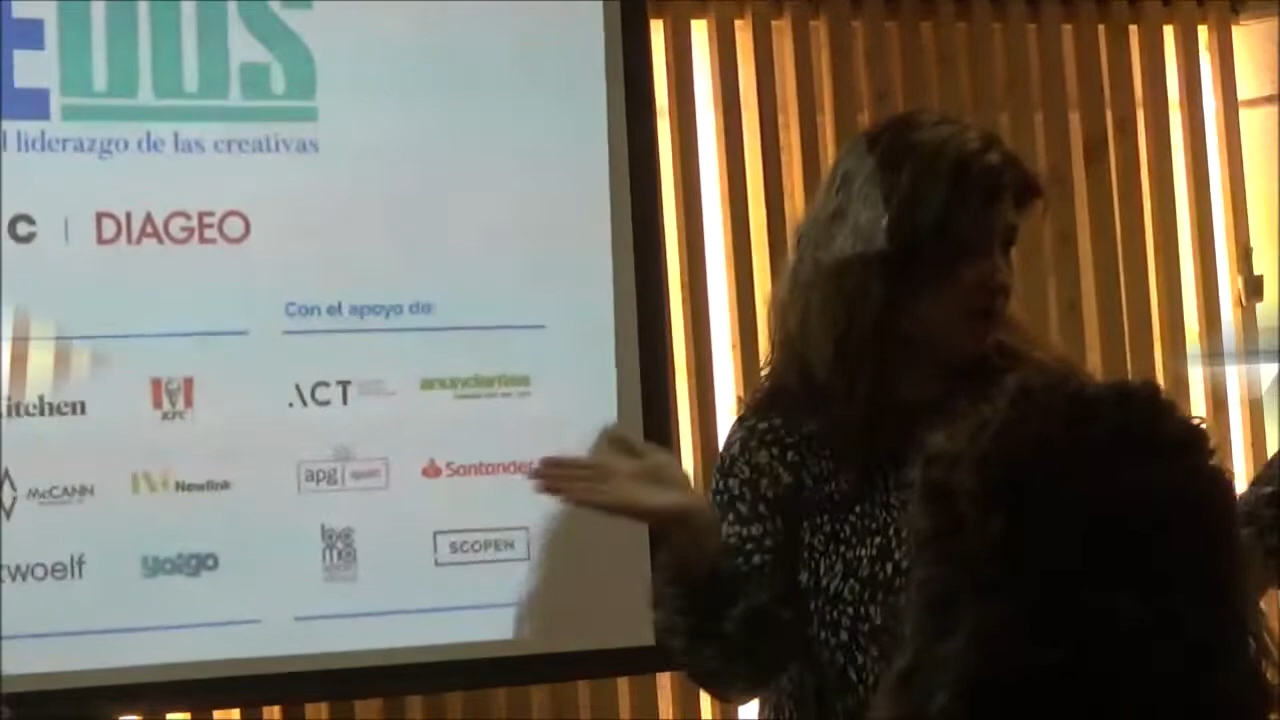 EDOS
l liderazgo de las creativas
C | DIAGEO
Con el apoyo de:
itchen
KFC
ACT
anunciantes
McCANN
Newlink
apg
Santander
twoelf
yoigo
SCOPEN